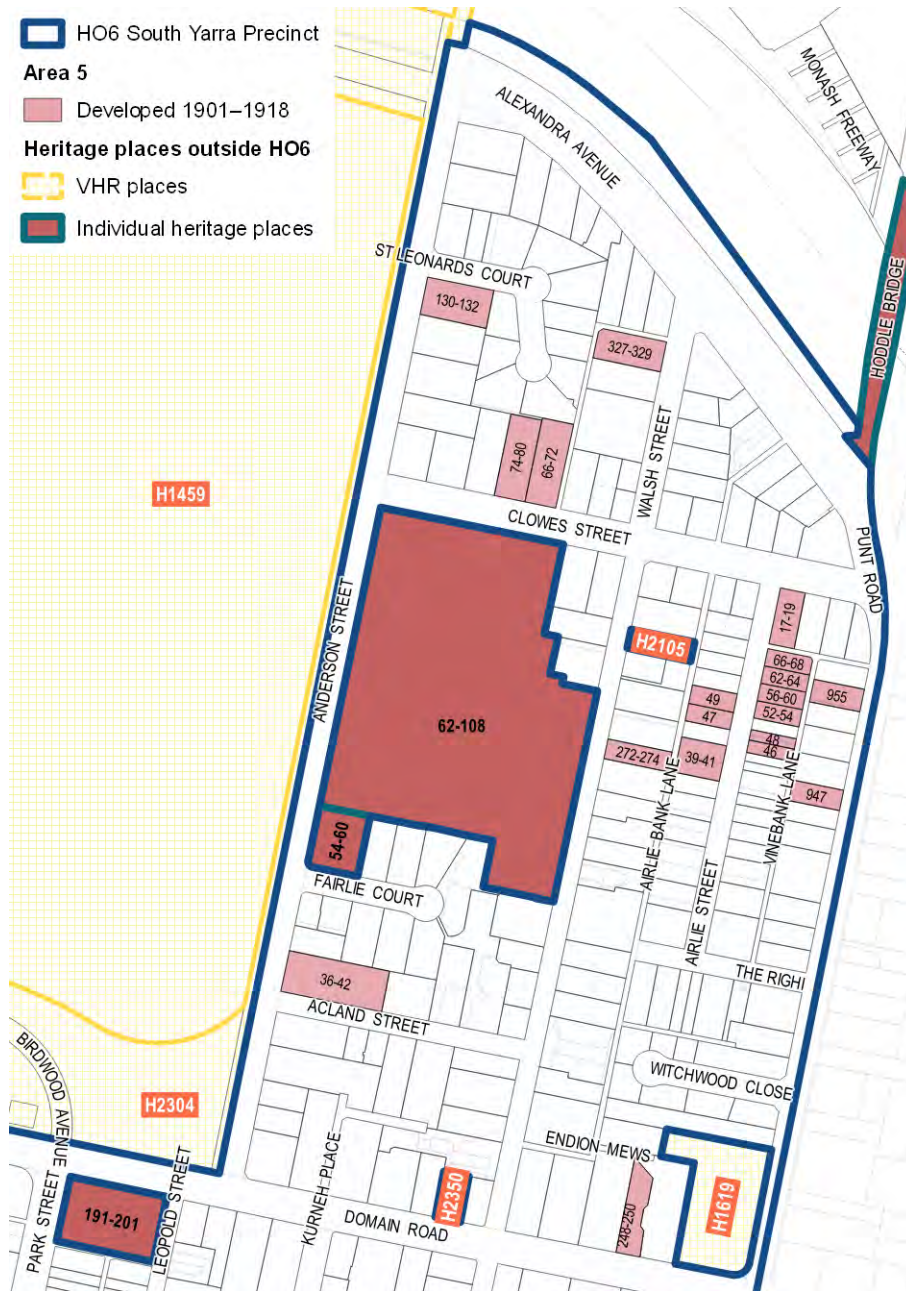 HO6 South Yarra Precinct
Area 5
Developed 1901–1918
Heritage places outside HO6
VHR places
Individual heritage places
MONASH FREEWAY
ALEXANDRA AVENUE
HODDLE BRIDGE
ST LEONARDS COURT
130-132
327-329
WALSH STREET
74-80
66-72
H1459
CLOWES STREET
PUNT ROAD
ANDERSON STREET
17-19
H2105
66-68
62-64
56-60
52-54
955
49
47
48
46
62-108
272-274
39-41
947
AIRLIE BANK LANE
VINEBANK LANE
54-60
FAIRLIE COURT
AIRLIE STREET
THE RIGHI
36-42
ACLAND STREET
BIRDWOOD AVENUE
WITCHWOOD CLOSE
H2304
ENDION MEWS
KURNEH PLACE
H2350
248-250
H1619
PARK STREET
191-201
LEOPOLD STREET
DOMAIN ROAD